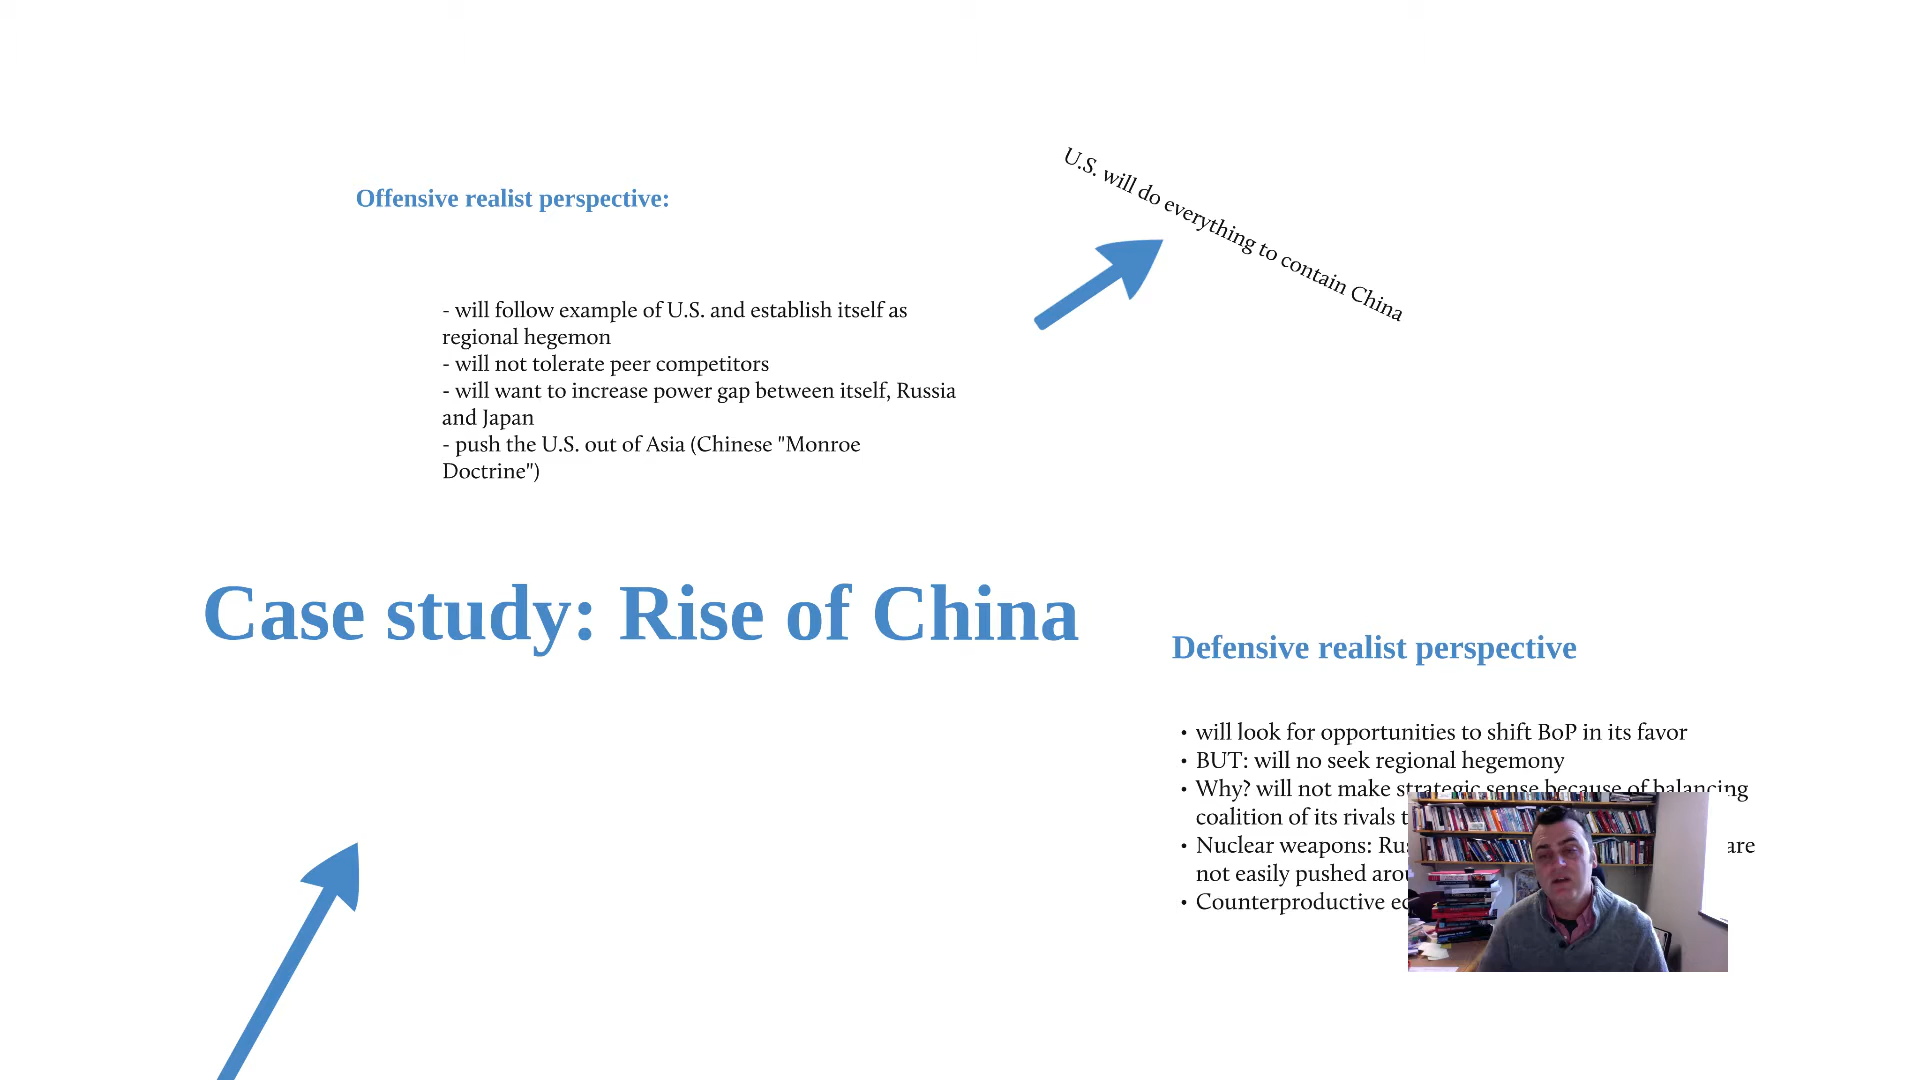 Offensive realist perspective:
U.S. will do everything to contain China
- will follow example of U.S. and establish itself as
regional hegemon
- will not tolerate peer competitors
- will want to increase power gap between itself, Russia
and Japan
- push the U.S. out of Asia (Chinese "Monroe
Doctrine")
Case study: Rise of China
Defensive realist perspective
• will look for opportunities to shift BoP in its favor
• BUT: will no seek regional hegemony
• Why? will not make strategic sense because of balancing
coalition of its rivals
• Nuclear weapons: are
not easily pushed
• Counterproductive